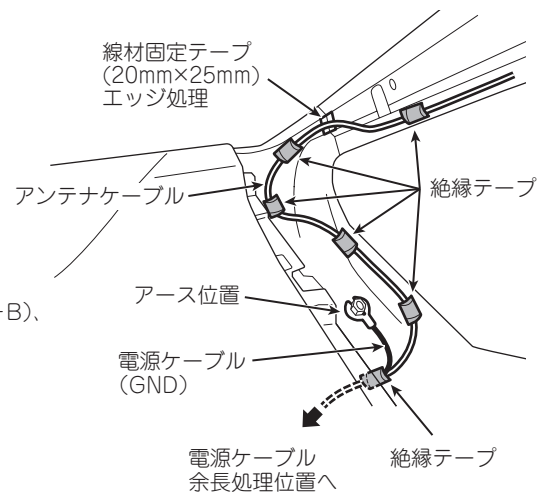 線材固定テープ
(20mm×25mm)
エッジ処理
アンテナケーブル
絶縁テープ
アース位置
-B)、
電源ケーブル
(GND)
電源ケーブル
余長処理位置へ
絶縁テープ